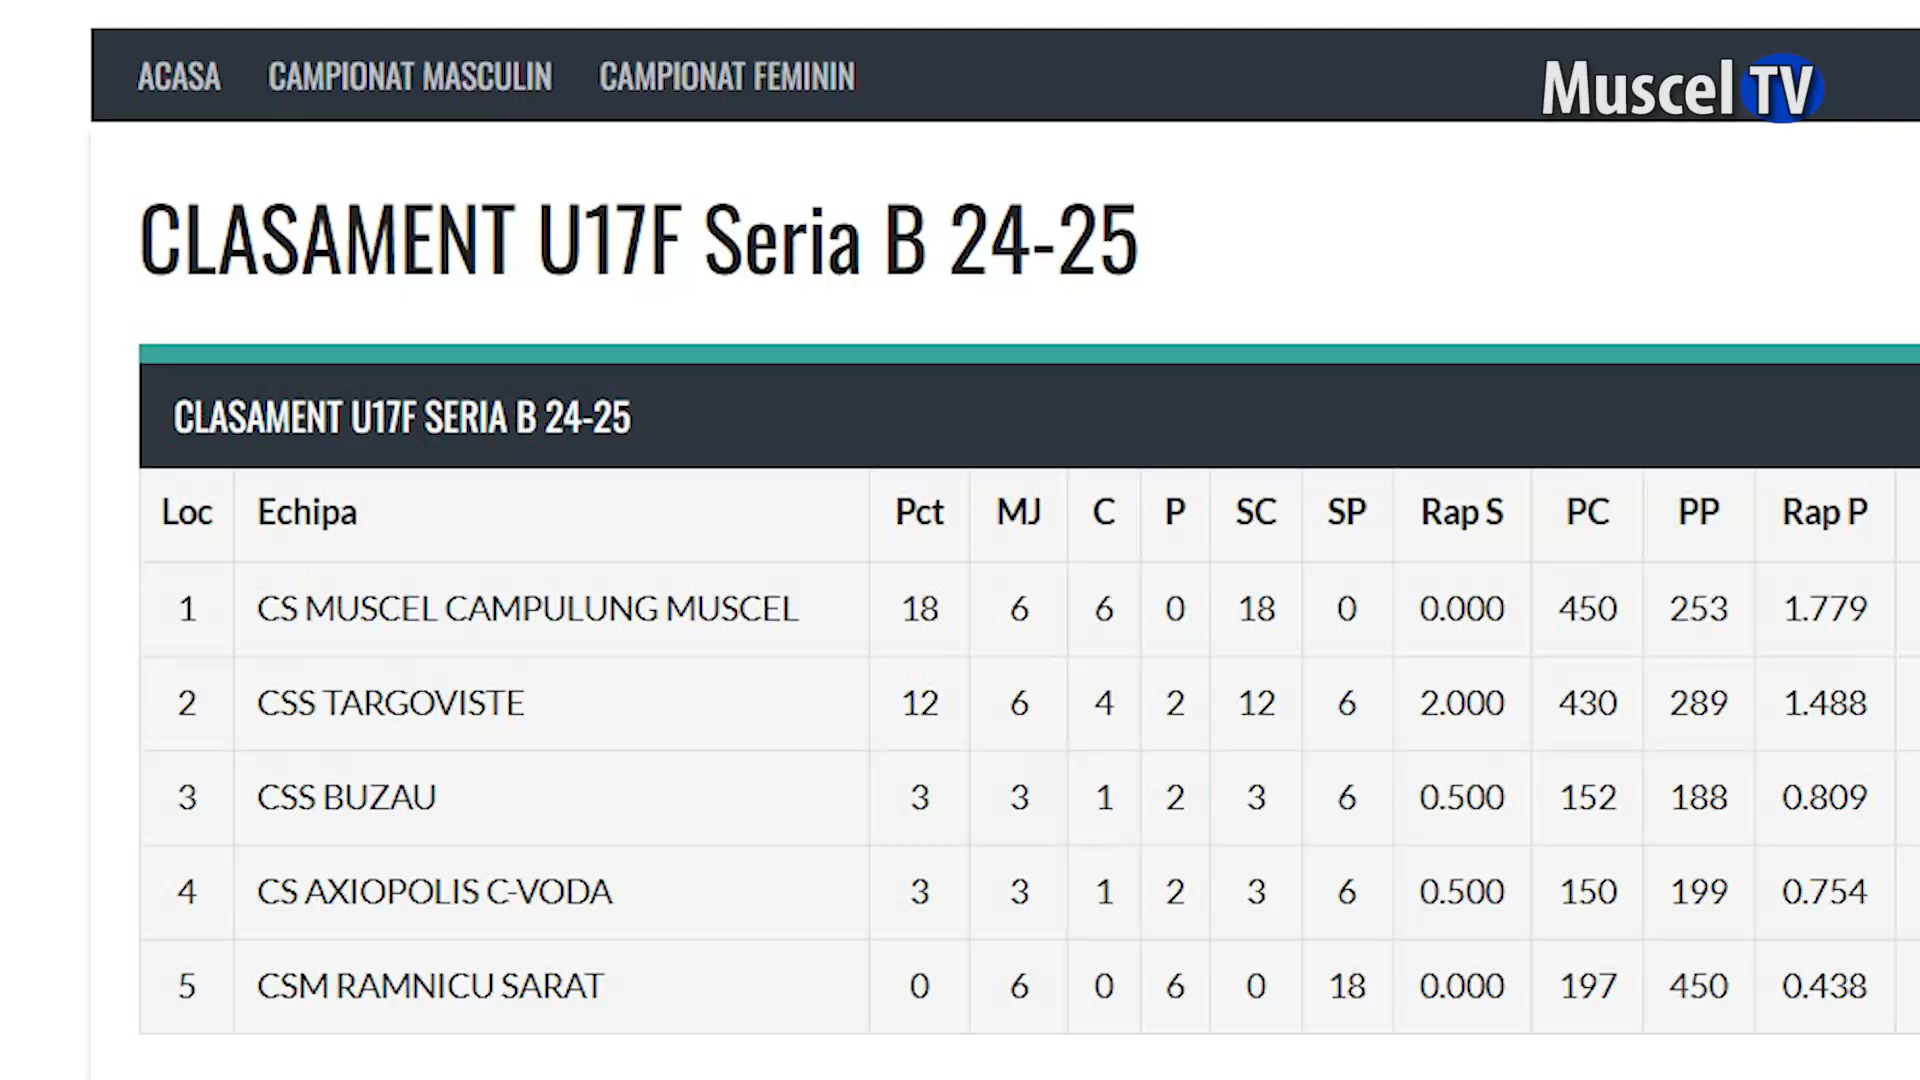 ACASA CAMPIONAT MASCULIN CAMPIONAT FEMININ
Muscel TV
CLASAMENT U17F Seria B 24-25
CLASAMENT U17F SERIA B 24-25
Loc Echipa Pct MJ C P SC SP Rap S PC PP Rap P
1 CS MUSCEL CAMPULUNG MUSCEL 18 6 6 0 18 0 0.000 450 253 1.779
2 CSS TARGOVISTE 12 6 4 2 12 6 2.000 430 289 1.488
3 CSS BUZAU 3 3 1 2 3 6 0.500 152 188 0.809
4 CS AXIOPOLIS C-VODA 3 3 1 2 3 6 0.500 150 199 0.754
5 CSM RAMNICU SARAT 0 6 0 6 0 18 0.000 197 450 0.438